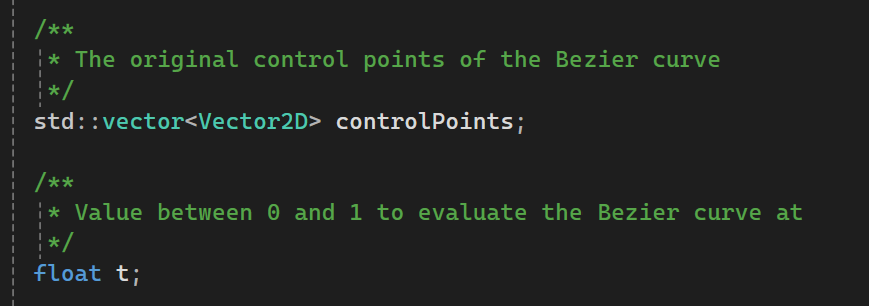 /**
* The original control points of the Bezier curve
*/
std::vector<Vector2D> controlPoints;
/**
* Value between 0 and 1 to evaluate the Bezier curve at
*/
float t;